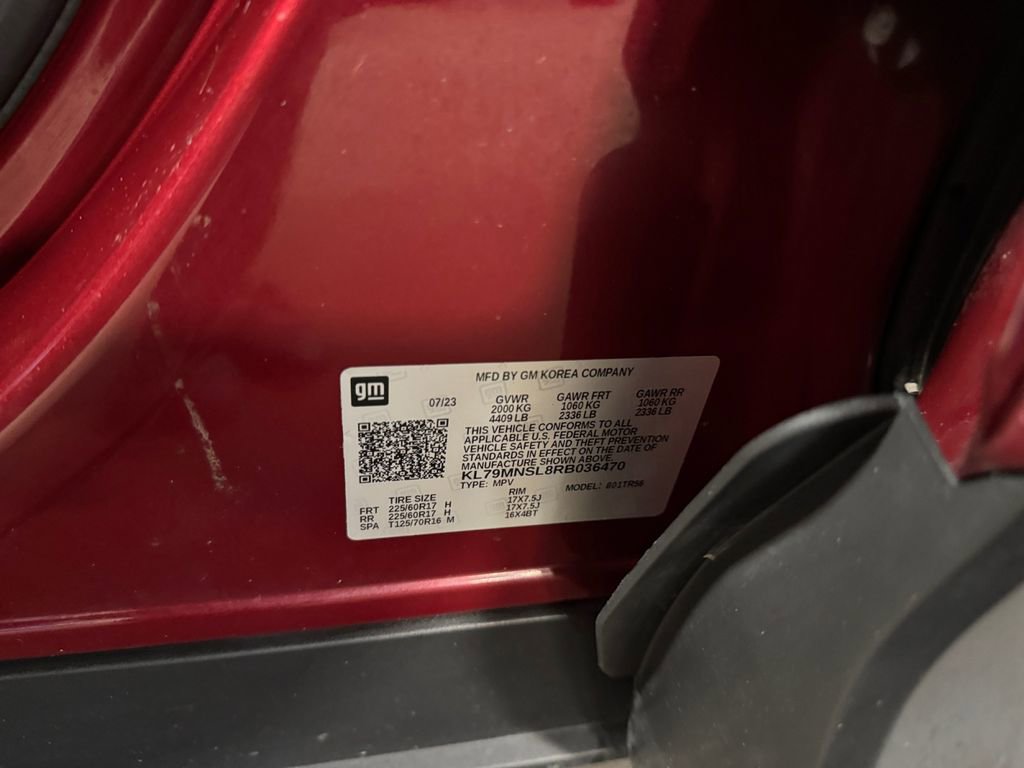 gm
MFD BY GM KOREA COMPANY
07/23
GVWR GAWR FRT GAWR RR
2000 KG 1060 KG 1060 KG
4409 LB 2336 LB 2336 LB
THIS VEHICLE CONFORMS TO ALL
APPLICABLE U.S. FEDERAL MOTOR
VEHICLE SAFETY AND THEFT PREVENTION
STANDARDS IN EFFECT ON THE DATE OF
MANUFACTURE SHOWN ABOVE.
KL79MNSL8RB036470
TYPE: MPV MODEL: 801TR56
TIRE SIZE RIM
FRT 225/60R17 H 17X7.5J
RR 225/60R17 H 17X7.5J
SPA T125/70R16 M 16X4BT